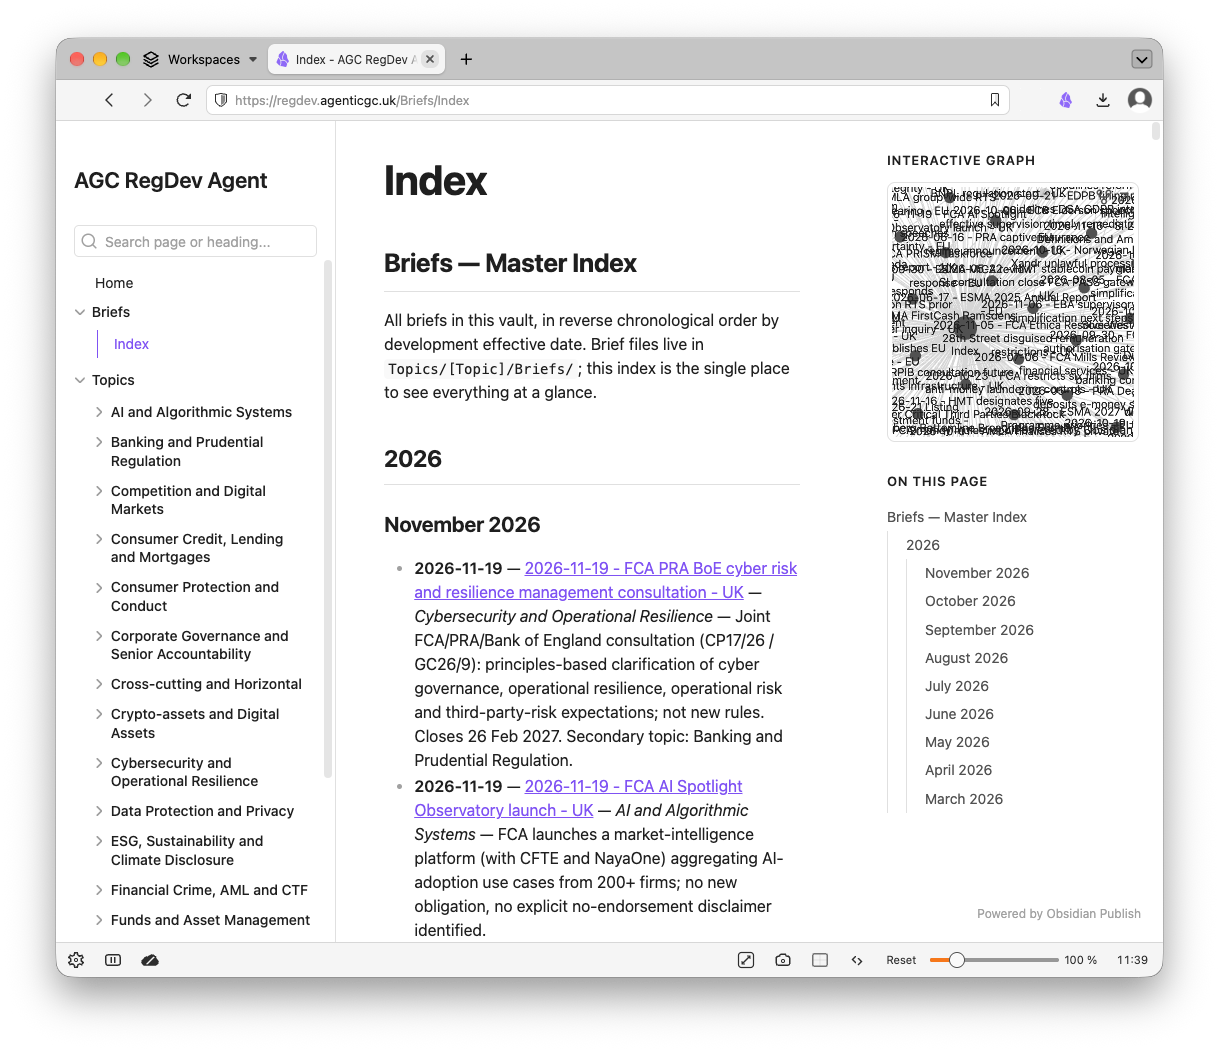 Workspaces
Index - AGC RegDev A
https://regdev.agenticgc.uk/Briefs/Index
AGC RegDev Agent
Search page or heading...
Home
Briefs
Index
Topics
AI and Algorithmic Systems
Banking and Prudential
Regulation
Competition and Digital
Markets
Consumer Credit, Lending
and Mortgages
Consumer Protection and
Conduct
Corporate Governance and
Senior Accountability
Cross-cutting and Horizontal
Crypto-assets and Digital
Assets
Cybersecurity and
Operational Resilience
Data Protection and Privacy
ESG, Sustainability and
Climate Disclosure
Financial Crime, AML and CTF
Funds and Asset Management
Index
Briefs — Master Index
All briefs in this vault, in reverse chronological order by
development effective date. Brief files live in
Topics/[Topic]/Briefs/ ; this index is the single place
to see everything at a glance.
2026
November 2026
2026-11-19 — 2026-11-19 - FCA PRA BoE cyber risk
and resilience management consultation - UK —
Cybersecurity and Operational Resilience — Joint
FCA/PRA/Bank of England consultation (CP17/26 /
GC26/9): principles-based clarification of cyber
governance, operational resilience, operational risk
and third-party-risk expectations; not new rules.
Closes 26 Feb 2027. Secondary topic: Banking and
Prudential Regulation.
2026-11-19 — 2026-11-19 - FCA AI Spotlight
Observatory launch - UK — AI and Algorithmic
Systems — FCA launches a market-intelligence
platform (with CFTE and NayaOne) aggregating AI-
adoption use cases from 200+ firms; no new
obligation, no explicit no-endorsement disclaimer
identified.
INTERACTIVE GRAPH
ON THIS PAGE
Briefs — Master Index
2026
November 2026
October 2026
September 2026
August 2026
July 2026
June 2026
May 2026
April 2026
March 2026
Powered by Obsidian Publish
Reset
100 %
11:39